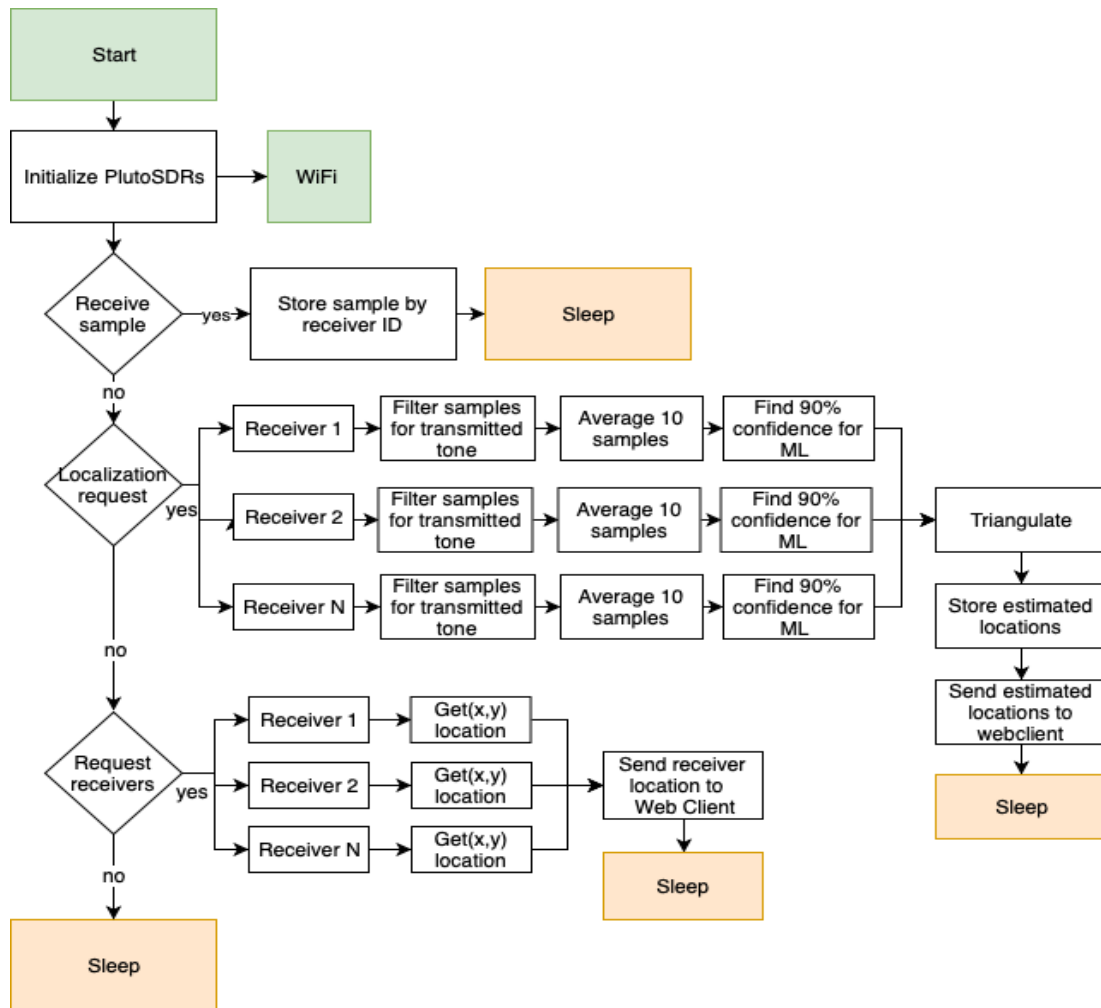 Start
Initialize PlutoSDRs
WiFi
Receive
sample
yes
Store sample by
receiver ID
Sleep
no
Localization
request
yes
Receiver 1
Filter samples
for transmitted
tone
Average 10
samples
Find 90%
confidence for
ML
Receiver 2
Filter samples
for transmitted
tone
Average 10
samples
Find 90%
confidence for
ML
Receiver N
Filter samples
for transmitted
tone
Average 10
samples
Find 90%
confidence for
ML
Triangulate
Store estimated
locations
Send estimated
locations to
webclient
Sleep
no
Request
receivers
yes
Receiver 1
Get(x,y)
location
Receiver 2
Get(x,y)
location
Receiver N
Get(x,y)
location
Send receiver
location to
Web Client
Sleep
no
Sleep